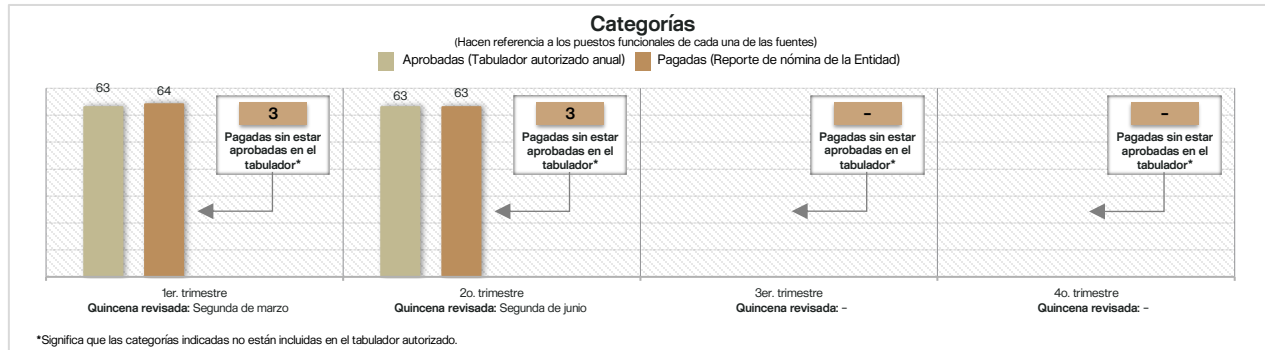 Categorías
(Hacen referencia a los puestos funcionales de cada una de las fuentes)
Aprobadas (Tabulador autorizado anual) Pagadas (Reporte de nómina de la Entidad)
63
64
3
Pagadas sin estar
aprobadas en el
tabulador*
63
63
3
Pagadas sin estar
aprobadas en el
tabulador*
–
Pagadas sin estar
aprobadas en el
tabulador*
–
Pagadas sin estar
aprobadas en el
tabulador*
1er. trimestre
Quincena revisada: Segunda de marzo
2o. trimestre
Quincena revisada: Segunda de junio
3er. trimestre
Quincena revisada: –
4o. trimestre
Quincena revisada: –
*Significa que las categorías indicadas no están incluidas en el tabulador autorizado.